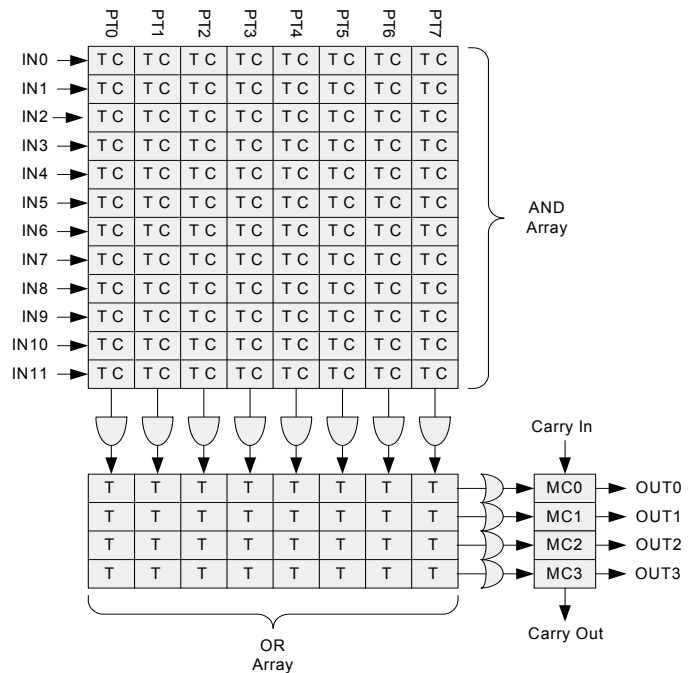 PT0 PT1 PT2 PT3 PT4 PT5 PT6 PT7
IN0 T C T C T C T C T C T C T C T C
IN1 T C T C T C T C T C T C T C T C
IN2 T C T C T C T C T C T C T C T C
IN3 T C T C T C T C T C T C T C T C
IN4 T C T C T C T C T C T C T C T C
IN5 T C T C T C T C T C T C T C T C
IN6 T C T C T C T C T C T C T C T C
IN7 T C T C T C T C T C T C T C T C
IN8 T C T C T C T C T C T C T C T C
IN9 T C T C T C T C T C T C T C T C
IN10 T C T C T C T C T C T C T C T C
IN11 T C T C T C T C T C T C T C T C
AND
Array
Carry In
T T T T T T T T MC0 OUT0
T T T T T T T T MC1 OUT1
T T T T T T T T MC2 OUT2
T T T T T T T T MC3 OUT3
Carry Out
OR
Array